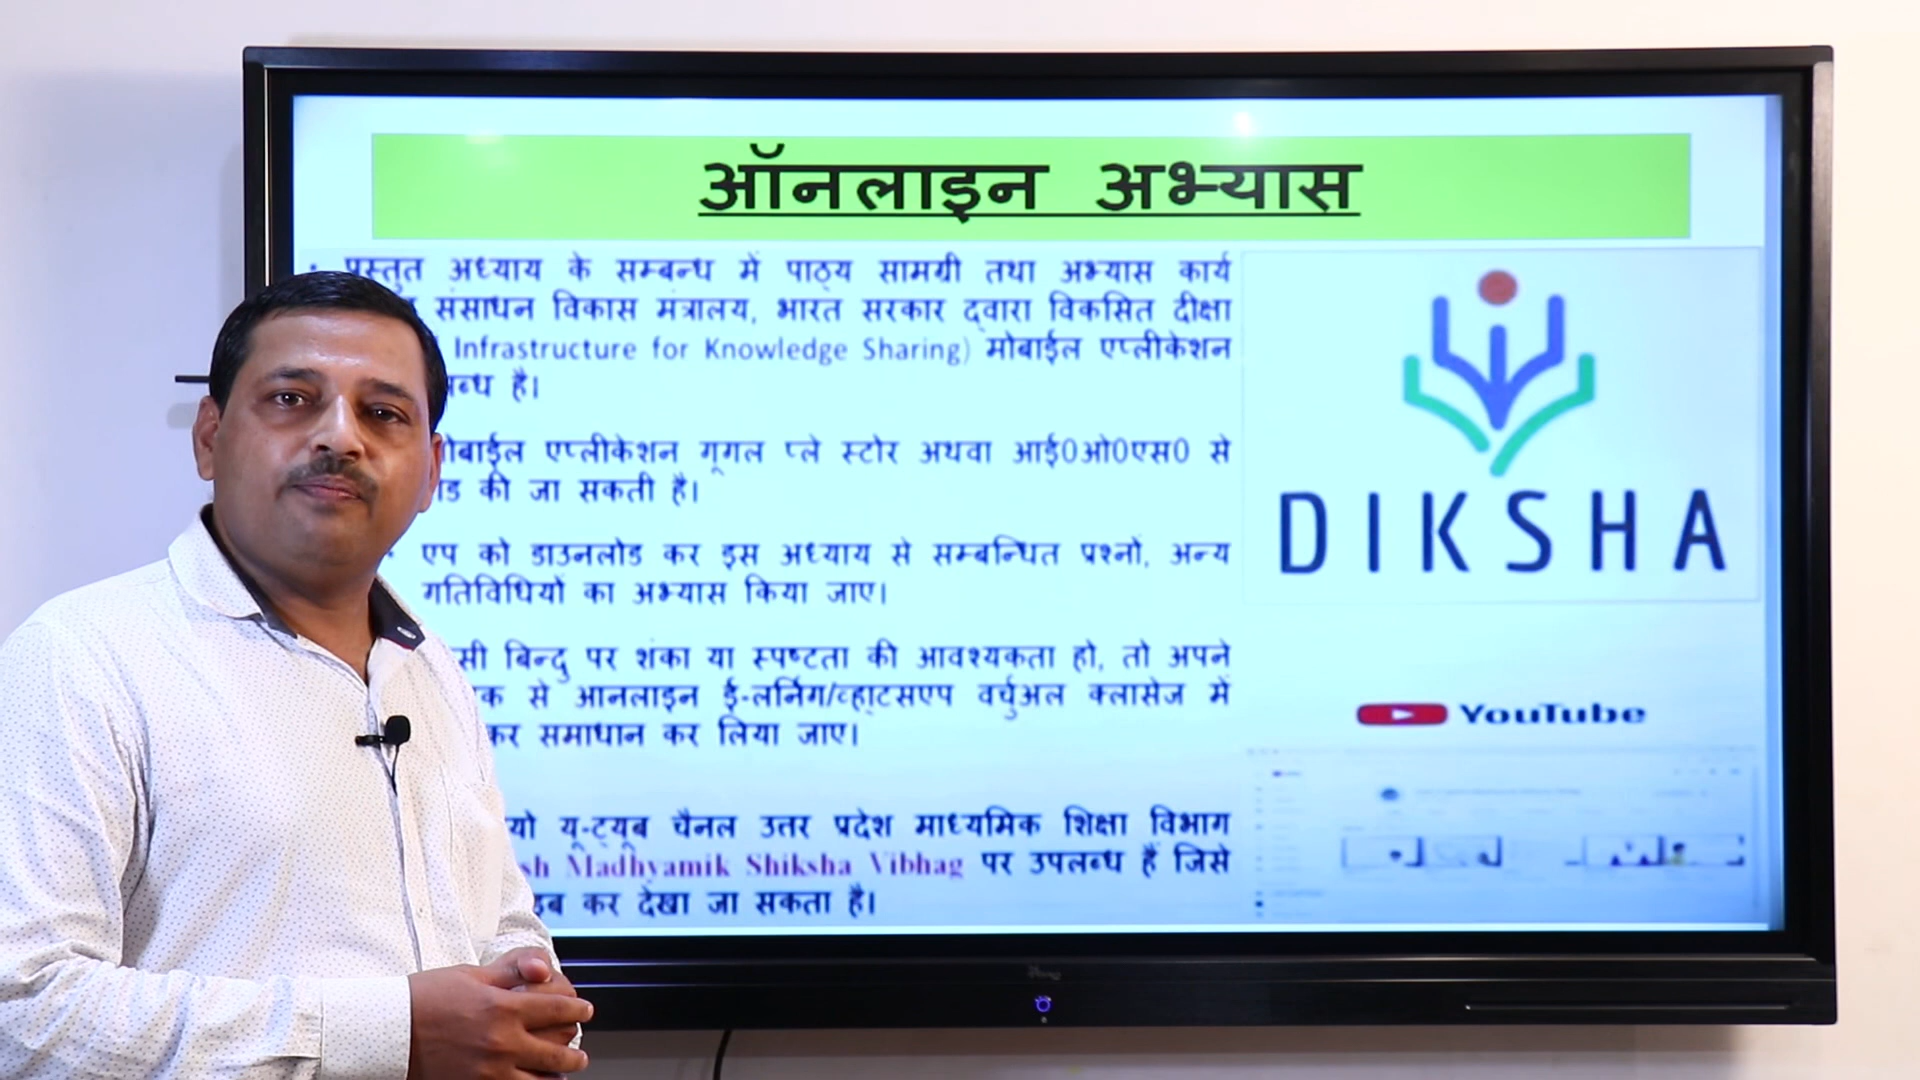 ऑनलाइन अभ्यास
प्रस्तुत अध्याय के सम्बन्ध में पाठ्य सामग्री तथा अभ्यास कार्य
संसाधन विकास मंत्रालय, भारत सरकार द्वारा विकसित दीक्षा
Infrastructure for Knowledge Sharing) मोबाईल एप्लीकेशन
है।
एप्लीकेशन गूगल प्ले स्टोर अथवा आई0ओ0एस0 से
की जा सकती है।
एप को डाउनलोड कर इस अध्याय से सम्बन्धित प्रश्नों, अन्य
गतिविधियों का अभ्यास किया जाए।
बिन्दु पर शंका या स्पष्टता की आवश्यकता हो, तो अपने
से आनलाइन ई-लर्निग/व्हाट्सएप वर्चुअल क्लासेज में
कर समाधान कर लिया जाए।
यू-ट्यूब चैनल उत्तर प्रदेश माध्यमिक शिक्षा विभाग
Madhyamik Shiksha Vibhag पर उपलब्ध हैं जिसे
कर देखा जा सकता है।
DIKSHA
YouTube